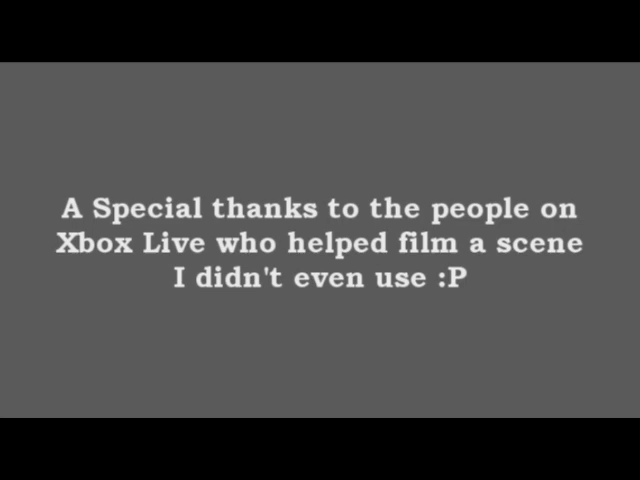 A Special thanks to the people on
Xbox Live who helped film a scene
I didn't even use :P